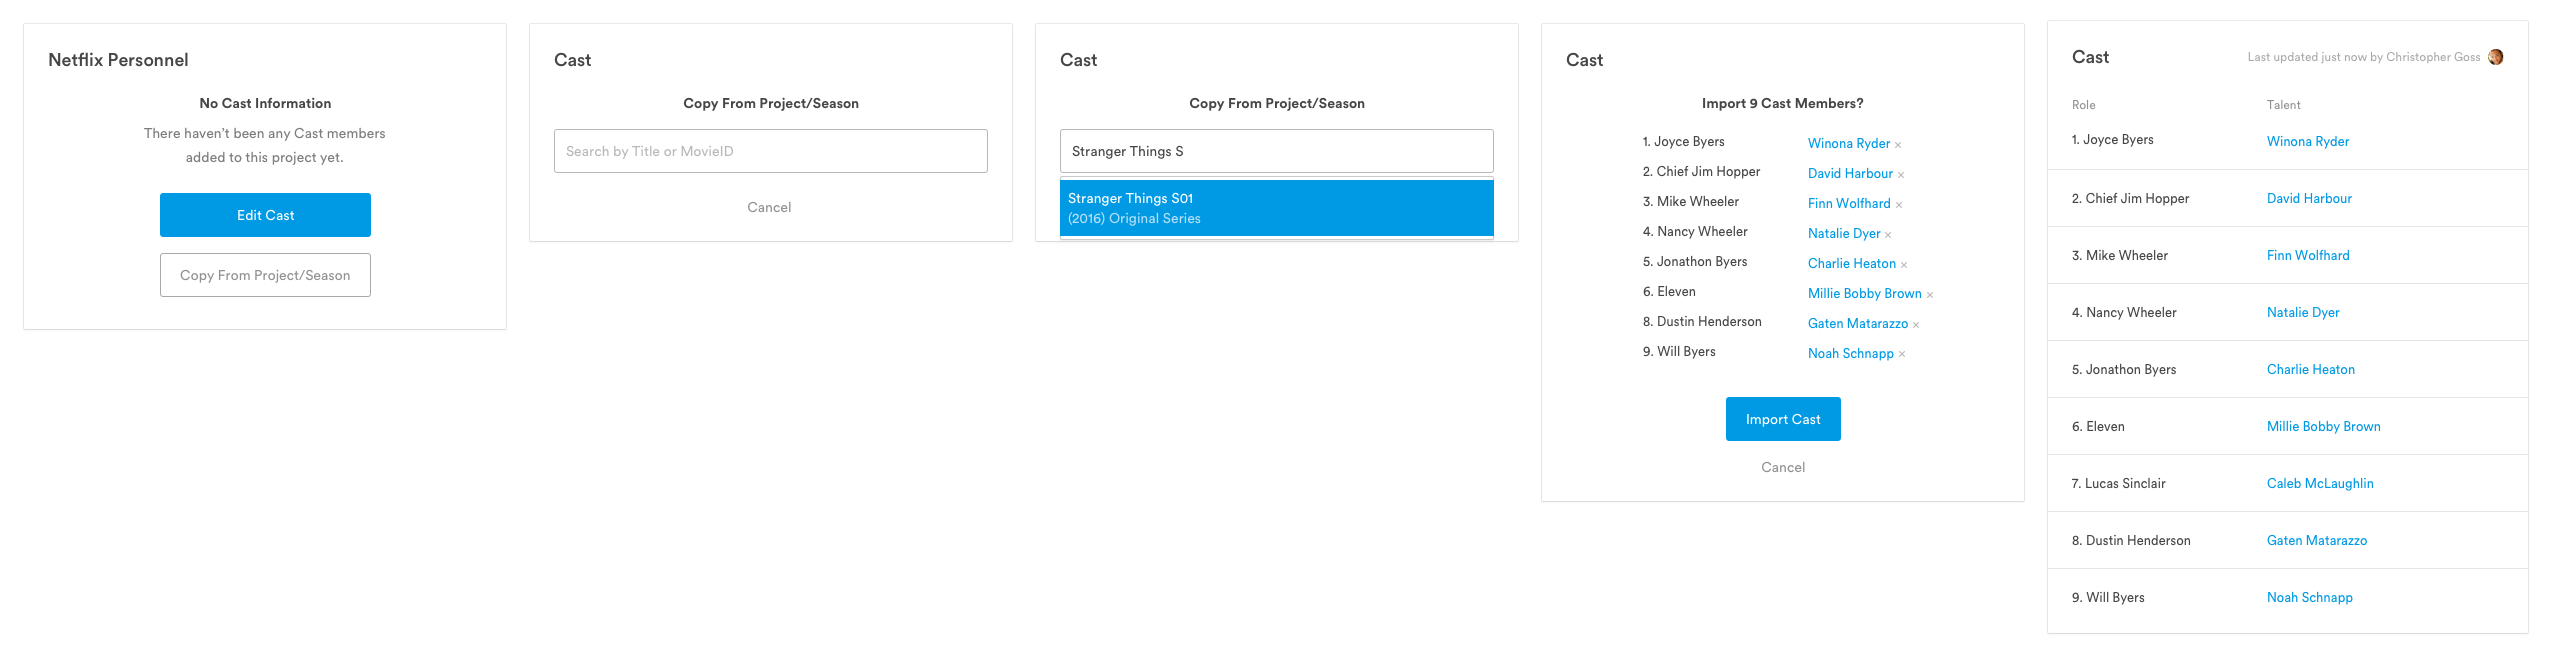 Netflix Personnel
No Cast Information
There haven't been any Cast members
added to this project yet.
Edit Cast
Copy From Project/Season
Cast
Copy From Project/Season
Search by Title or MovieID
Cancel
Cast
Copy From Project/Season
Stranger Things S
Stranger Things S01
(2016) Original Series
Cast
Import 9 Cast Members?
1. Joyce Byers Winona Ryder ×
2. Chief Jim Hopper David Harbour ×
3. Mike Wheeler Finn Wolfhard ×
4. Nancy Wheeler Natalie Dyer ×
5. Jonathon Byers Charlie Heaton ×
6. Eleven Millie Bobby Brown ×
8. Dustin Henderson Gaten Matarazzo ×
9. Will Byers Noah Schnapp ×
Import Cast
Cancel
Cast Last updated just now by Christopher Goss
Role Talent
1. Joyce Byers Winona Ryder
2. Chief Jim Hopper David Harbour
3. Mike Wheeler Finn Wolfhard
4. Nancy Wheeler Natalie Dyer
5. Jonathon Byers Charlie Heaton
6. Eleven Millie Bobby Brown
7. Lucas Sinclair Caleb McLaughlin
8. Dustin Henderson Gaten Matarazzo
9. Will Byers Noah Schnapp